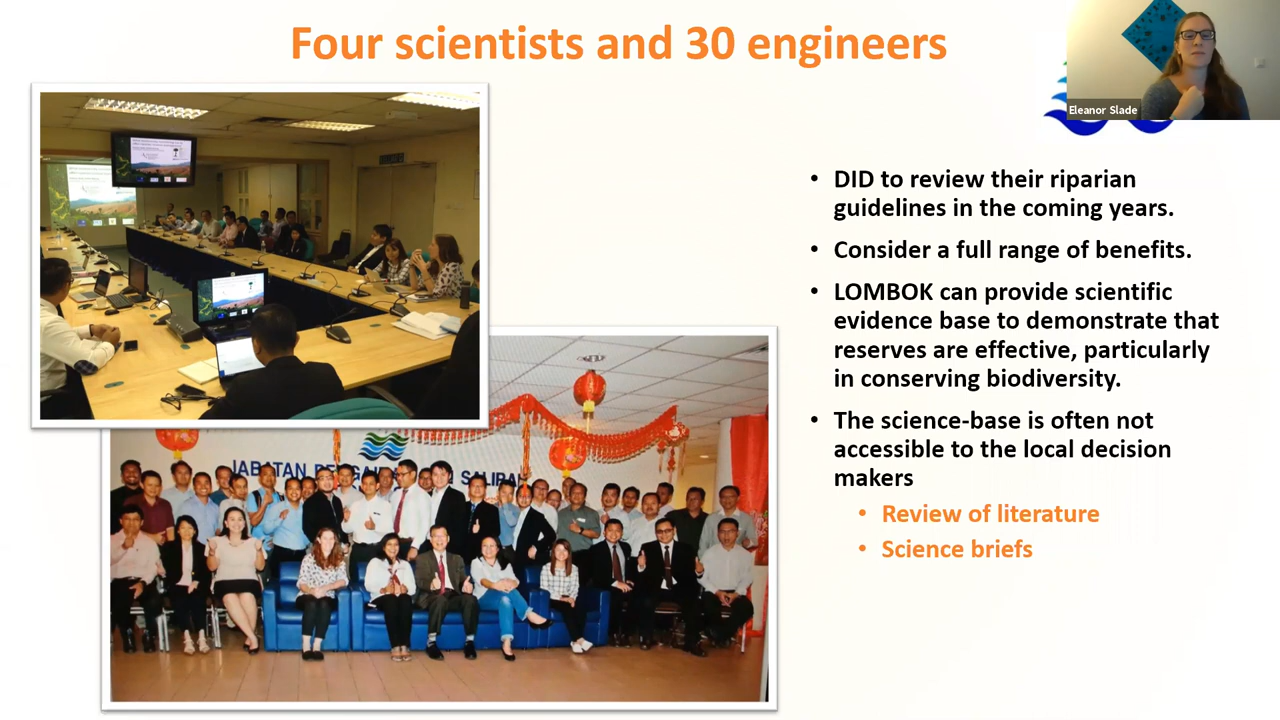 Four scientists and 30 engineers
Eleanor Slade
• DID to review their riparian
guidelines in the coming years.
• Consider a full range of benefits.
• LOMBOK can provide scientific
evidence base to demonstrate that
reserves are effective, particularly
in conserving biodiversity.
• The science-base is often not
accessible to the local decision
makers
• Review of literature
• Science briefs
JABATAN